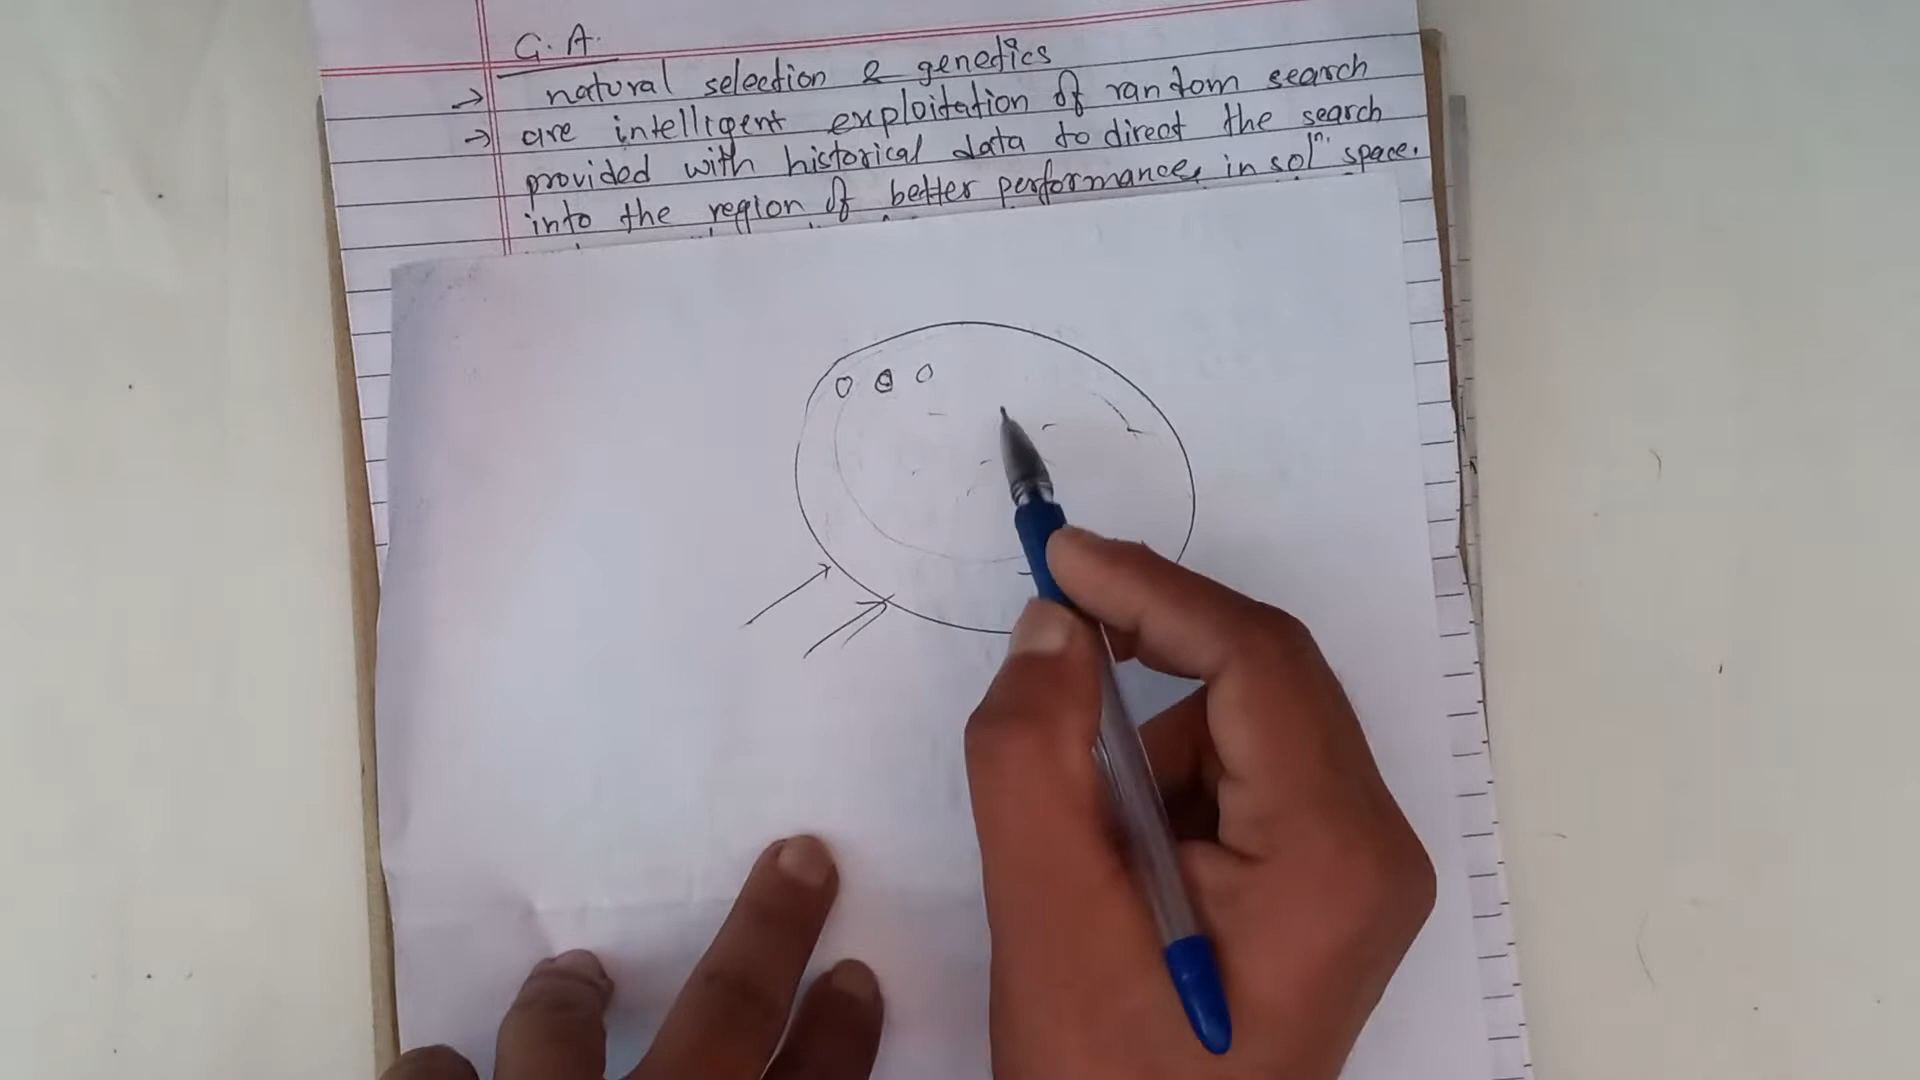 G. A.
→ natural selection & genetics
→ are intelligent exploitation of random search
provided with historical data to direct the search
into the region of better performance, in solⁿ. space.